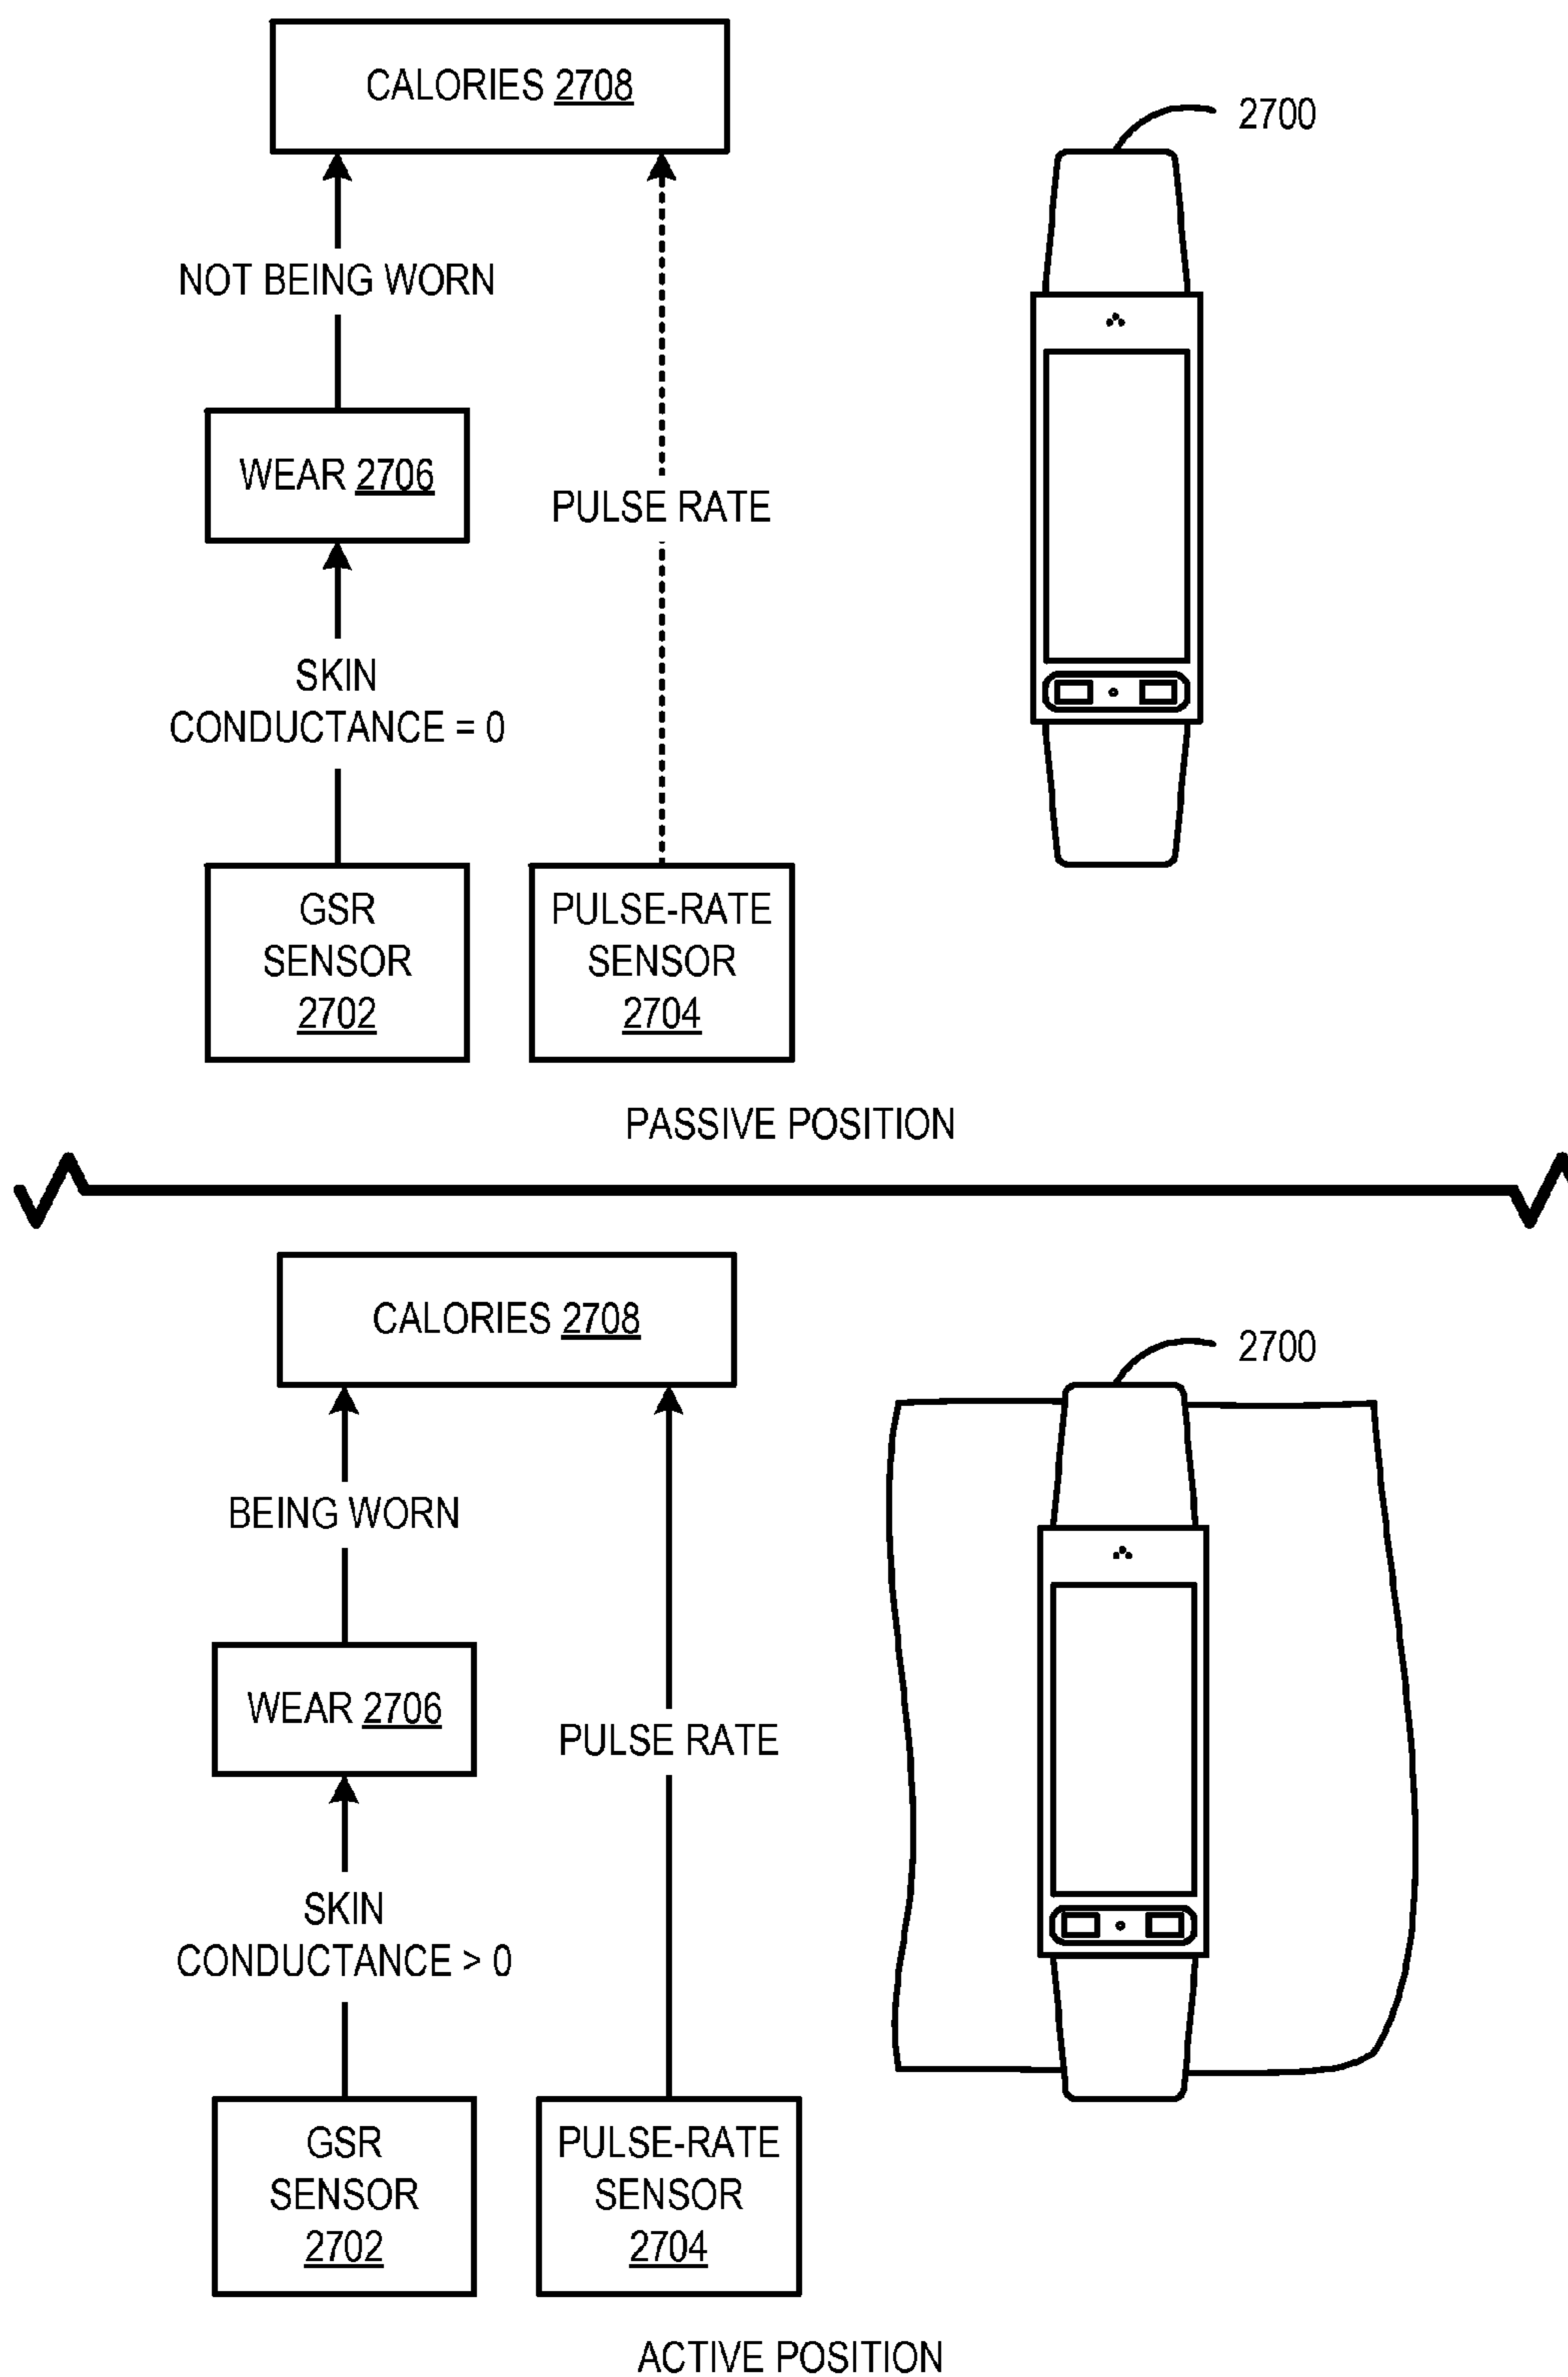 CALORIES 2708
2700
NOT BEING WORN
WEAR 2706
PULSE RATE
SKIN
CONDUCTANCE = 0
GSR
SENSOR
2702
PULSE-RATE
SENSOR
2704
PASSIVE POSITION
CALORIES 2708
2700
BEING WORN
WEAR 2706
PULSE RATE
SKIN
CONDUCTANCE > 0
GSR
SENSOR
2702
PULSE-RATE
SENSOR
2704
ACTIVE POSITION